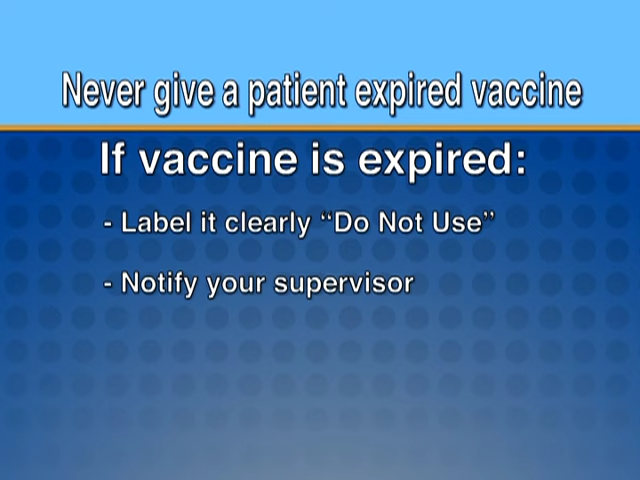 Never give a patient expired vaccine
If vaccine is expired:
- Label it clearly “Do Not Use”
- Notify your supervisor